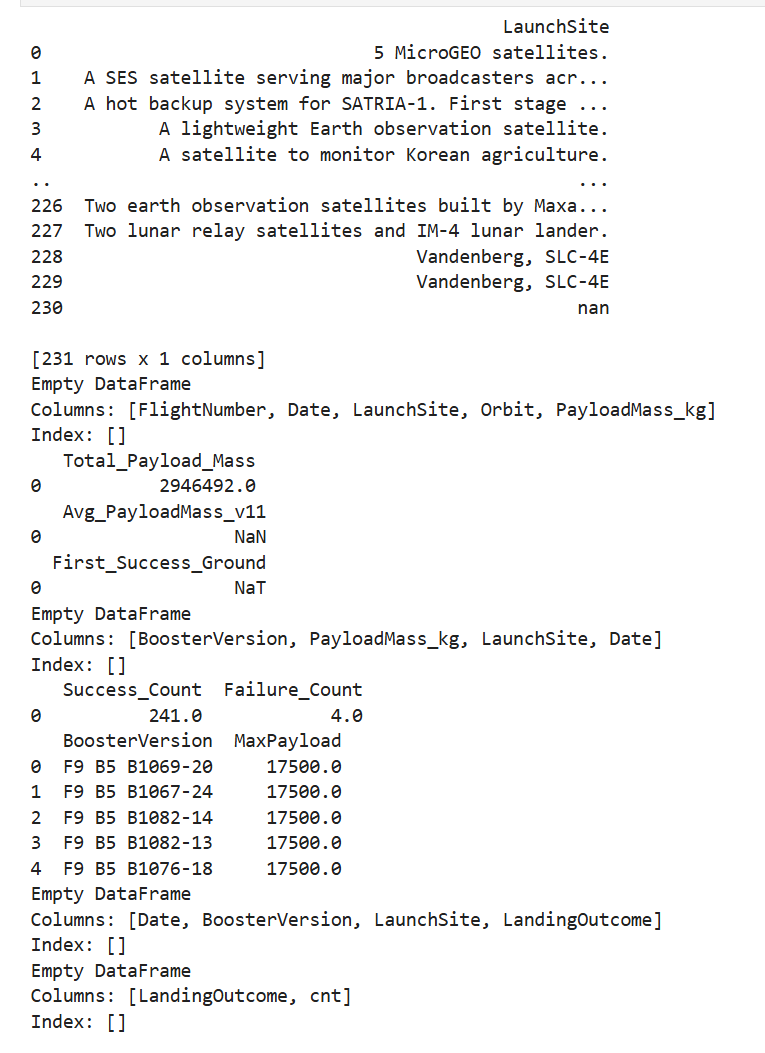 LaunchSite
0 5 MicroGEO satellites.
1 A SES satellite serving major broadcasters acr...
2 A hot backup system for SATRIA-1. First stage ...
3 A lightweight Earth observation satellite.
4 A satellite to monitor Korean agriculture.
.. ...
226 Two earth observation satellites built by Maxa...
227 Two lunar relay satellites and IM-4 lunar lander.
228 Vandenberg, SLC-4E
229 Vandenberg, SLC-4E
230 nan
[231 rows x 1 columns]
Empty DataFrame
Columns: [FlightNumber, Date, LaunchSite, Orbit, PayloadMass_kg]
Index: []
Total_Payload_Mass
0 2946492.0
Avg_PayloadMass_v11
0 NaN
First_Success_Ground
0 NaT
Empty DataFrame
Columns: [BoosterVersion, PayloadMass_kg, LaunchSite, Date]
Index: []
Success_Count Failure_Count
0 241.0 4.0
BoosterVersion MaxPayload
0 F9 B5 B1069-20 17500.0
1 F9 B5 B1067-24 17500.0
2 F9 B5 B1082-14 17500.0
3 F9 B5 B1082-13 17500.0
4 F9 B5 B1076-18 17500.0
Empty DataFrame
Columns: [Date, BoosterVersion, LaunchSite, LandingOutcome]
Index: []
Empty DataFrame
Columns: [LandingOutcome, cnt]
Index: []